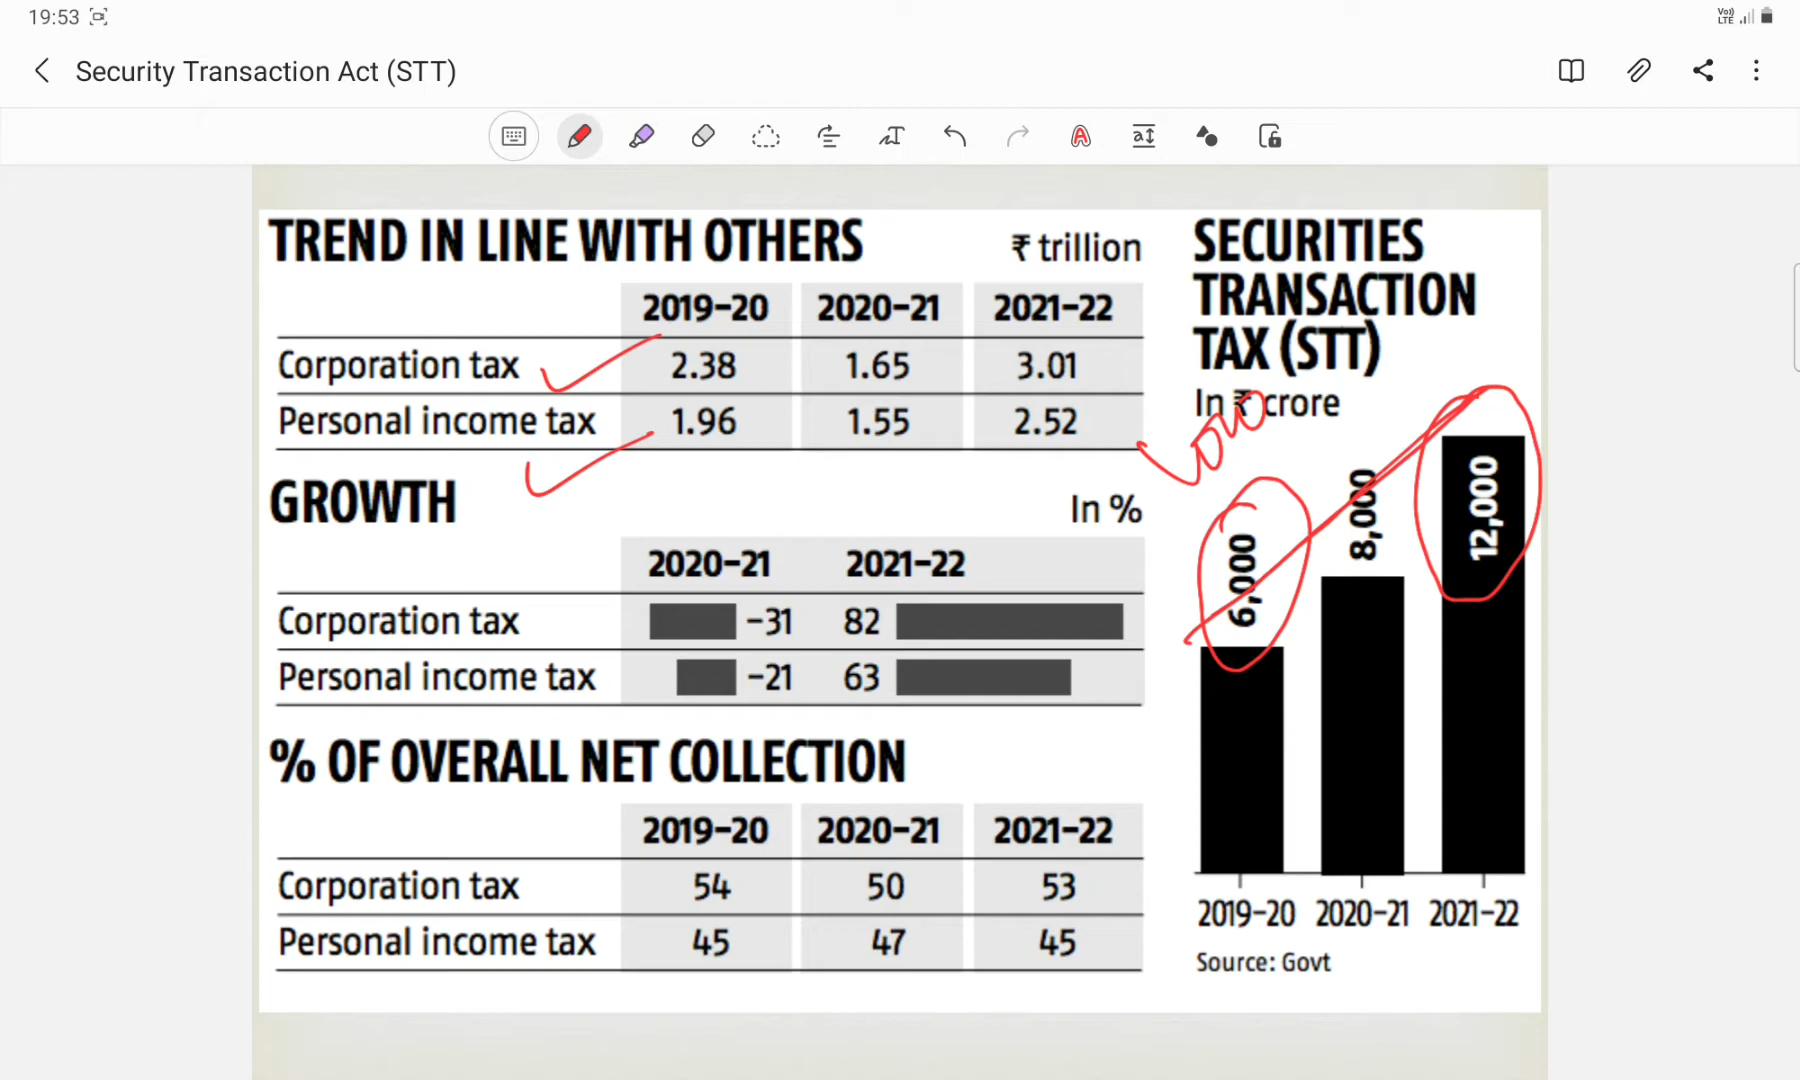 19:53
Vo)) LTE
Security Transaction Act (STT)
TREND IN LINE WITH OTHERS ₹ trillion
2019-20 2020-21 2021-22
Corporation tax 2.38 1.65 3.01
Personal income tax 1.96 1.55 2.52
GROWTH In %
2020-21 2021-22
Corporation tax -31 82
Personal income tax -21 63
% OF OVERALL NET COLLECTION
2019-20 2020-21 2021-22
Corporation tax 54 50 53
Personal income tax 45 47 45
SECURITIES
TRANSACTION
TAX (STT)
In ₹ crore
6,000 8,000 12,000
2019-20 2020-21 2021-22
Source: Govt